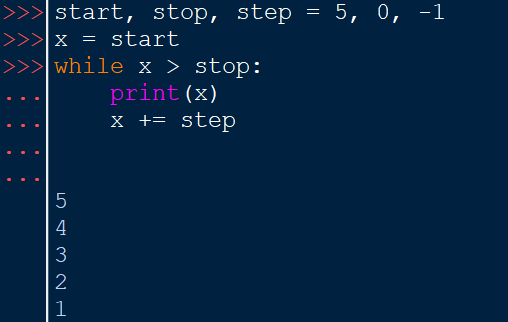 >>> start, stop, step = 5, 0, -1
>>> x = start
>>> while x > stop:
...     print(x)
...     x += step
...
...
5
4
3
2
1